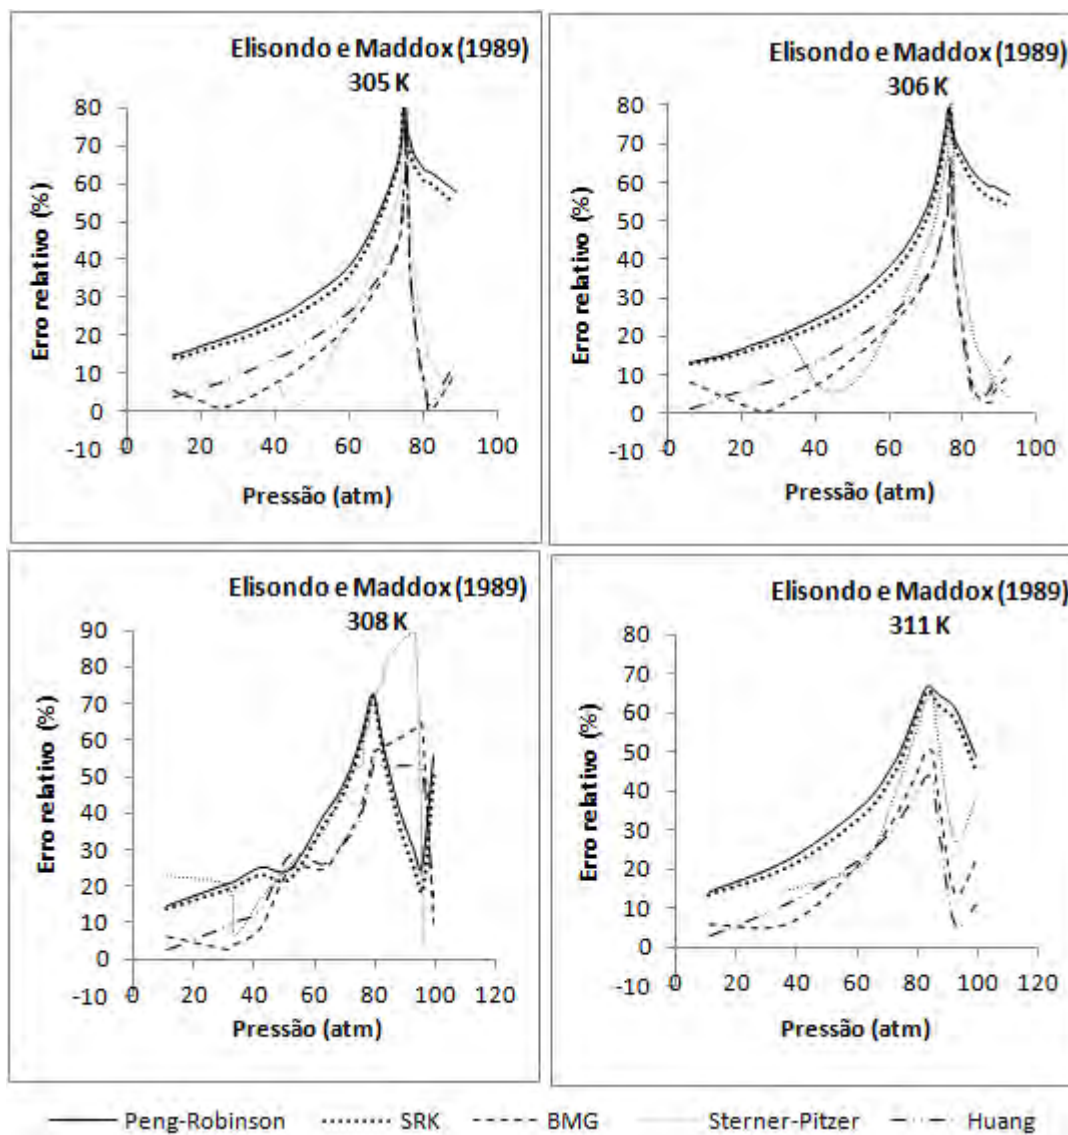 Elisondo e Maddox (1989)
305 K
Erro relativo (%)
80
70
60
50
40
30
20
10
0
-10
0 20 40 60 80 100
Pressão (atm)
Elisondo e Maddox (1989)
306 K
Erro relativo (%)
80
70
60
50
40
30
20
10
0
-10
0 20 40 60 80 100
Pressão (atm)
Elisondo e Maddox (1989)
308 K
Erro relativo (%)
90
80
70
60
50
40
30
20
10
0
-10
0 20 40 60 80 100 120
Pressão (atm)
Elisondo e Maddox (1989)
311 K
Erro relativo (%)
80
70
60
50
40
30
20
10
0
-10
0 20 40 60 80 100 120
Pressão (atm)
Peng-Robinson SRK BMG Sterner-Pitzer Huang